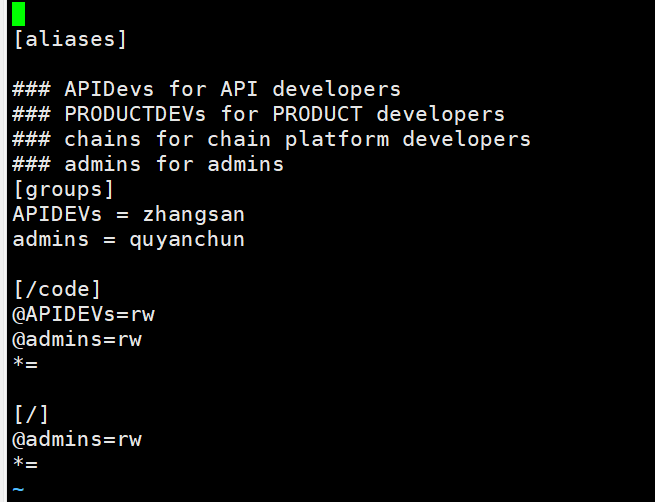 [aliases]
### APIDevs for API developers
### PRODUCTDEVs for PRODUCT developers
### chains for chain platform developers
### admins for admins
[groups]
APIDEVs = zhangsan
admins = quyanchun
[/code]
@APIDEVs=rw
@admins=rw
*=
[/]
@admins=rw
*=
~